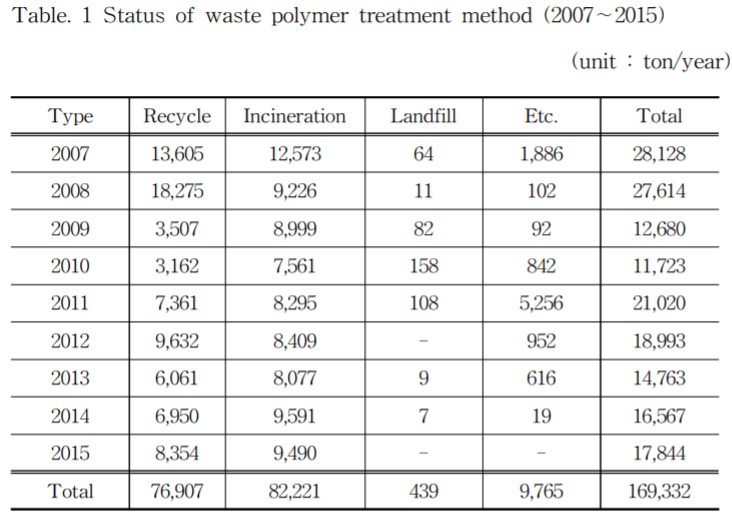 Table. 1 Status of waste polymer treatment method (2007~2015)
(unit : ton/year)
Type Recycle Incineration Landfill Etc. Total
2007 13,605 12,573 64 1,886 28,128
2008 18,275 9,226 11 102 27,614
2009 3,507 8,999 82 92 12,680
2010 3,162 7,561 158 842 11,723
2011 7,361 8,295 108 5,256 21,020
2012 9,632 8,409 - 952 18,993
2013 6,061 8,077 9 616 14,763
2014 6,950 9,591 7 19 16,567
2015 8,354 9,490 - - 17,844
Total 76,907 82,221 439 9,765 169,332